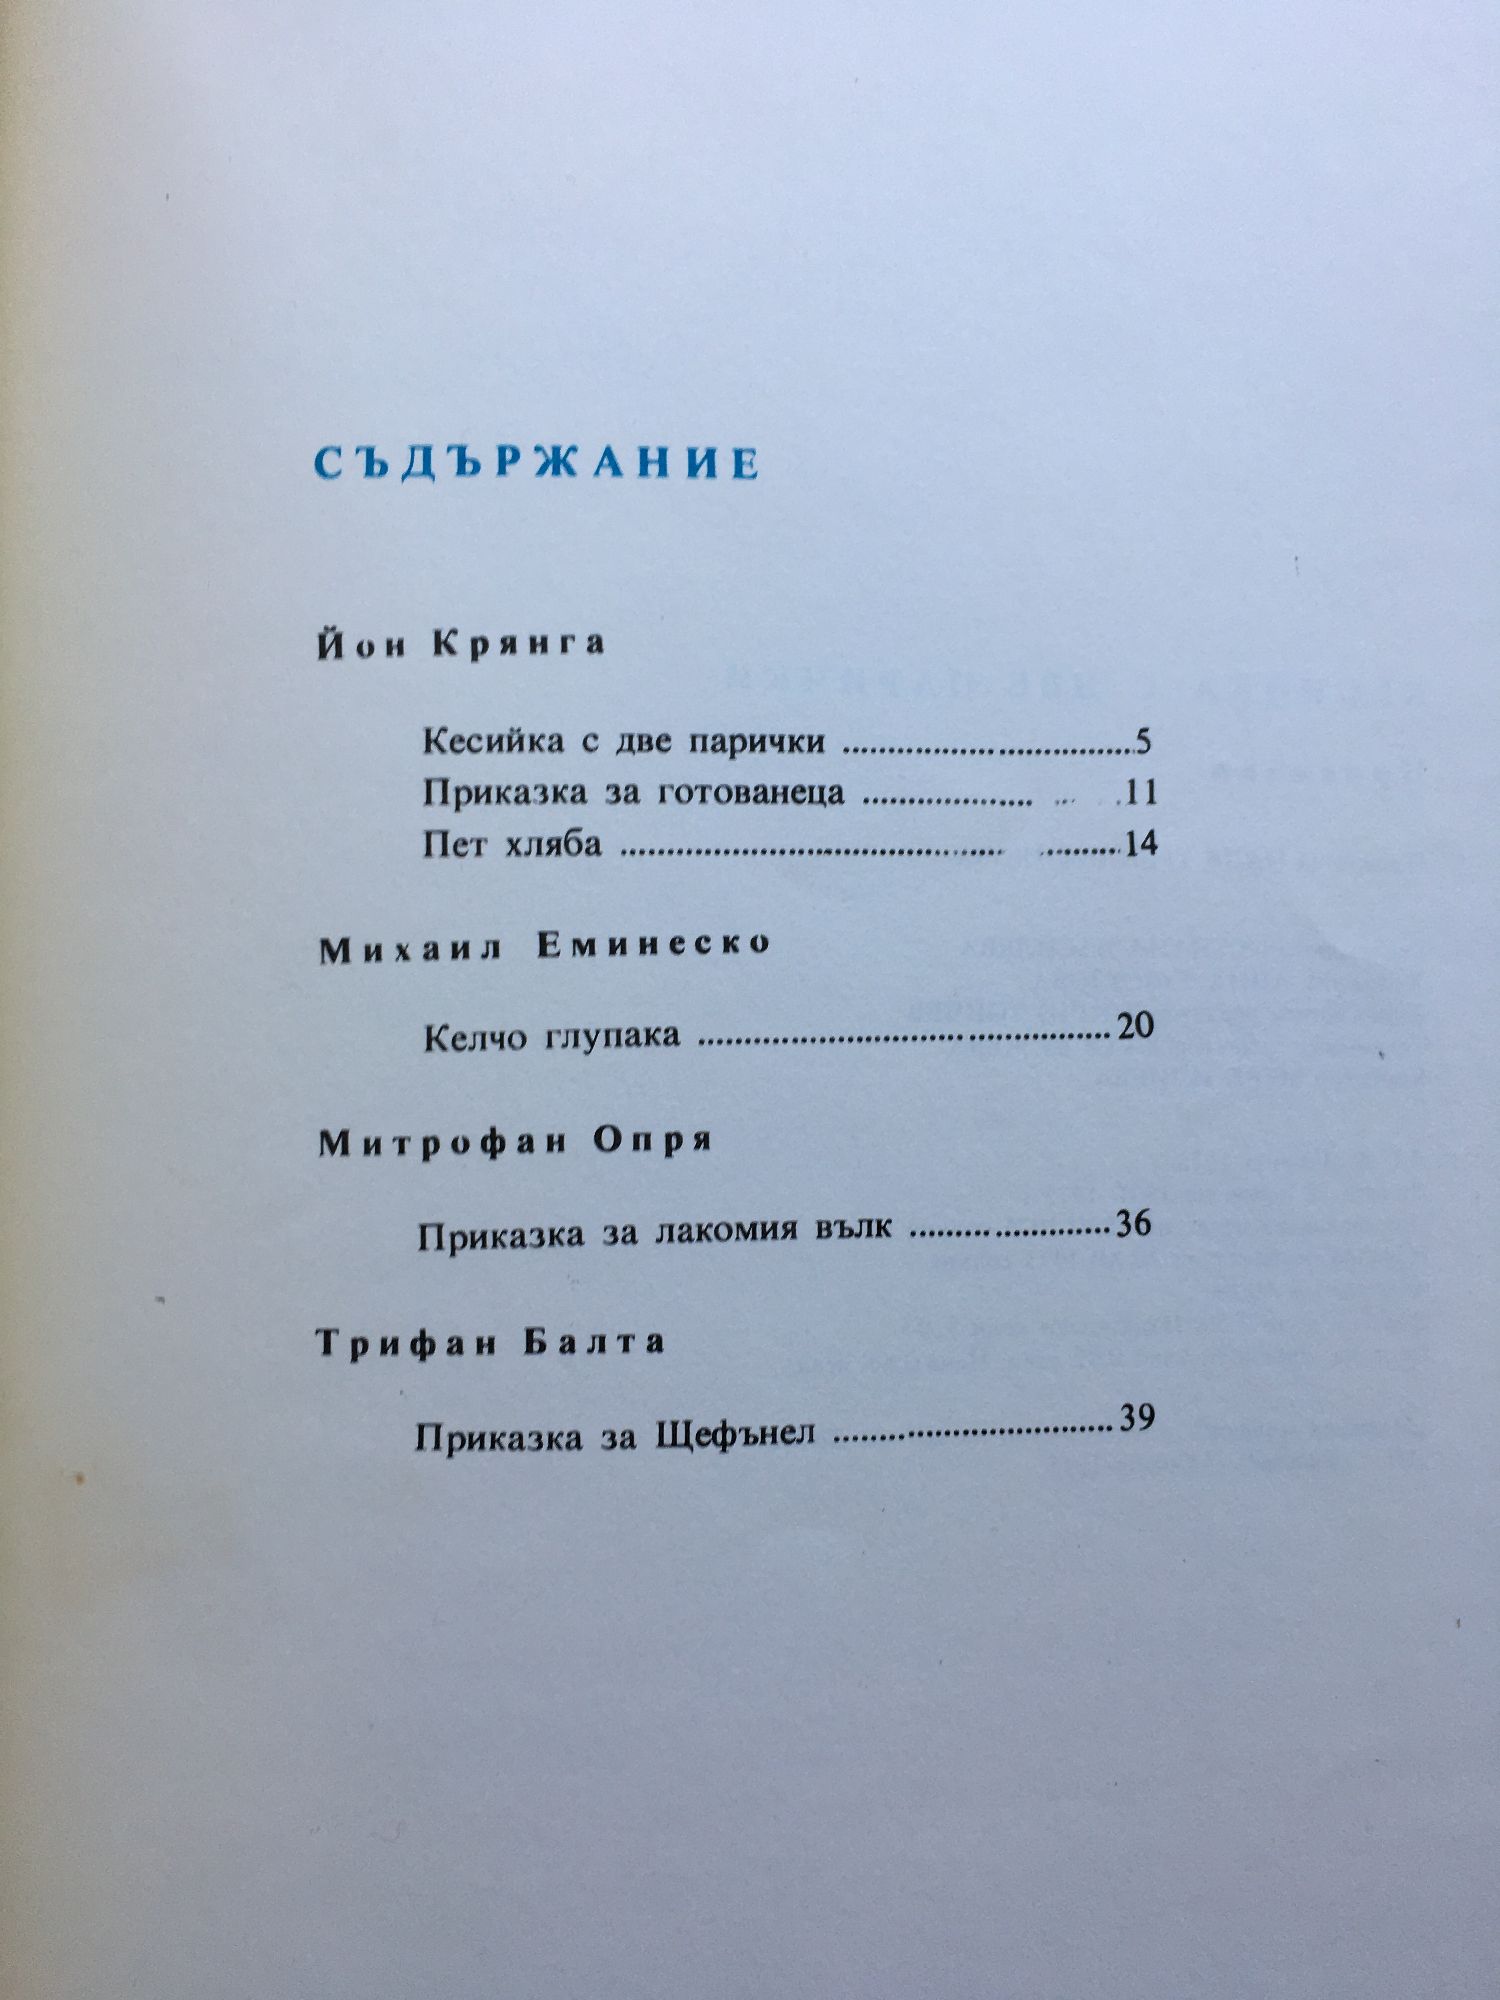 СЪДЪРЖАНИЕ
Йон Крянга
Кесийка с две парички ................................5
Приказка за готованеца ................... ... .11
Пет хляба .......................................... .........14
Михаил Еминеско
Келчо глупака .............................................20
Митрофан Опря
Приказка за лакомия вълк ......................36
Трифан Балта
Приказка за Щефънел ..............................39